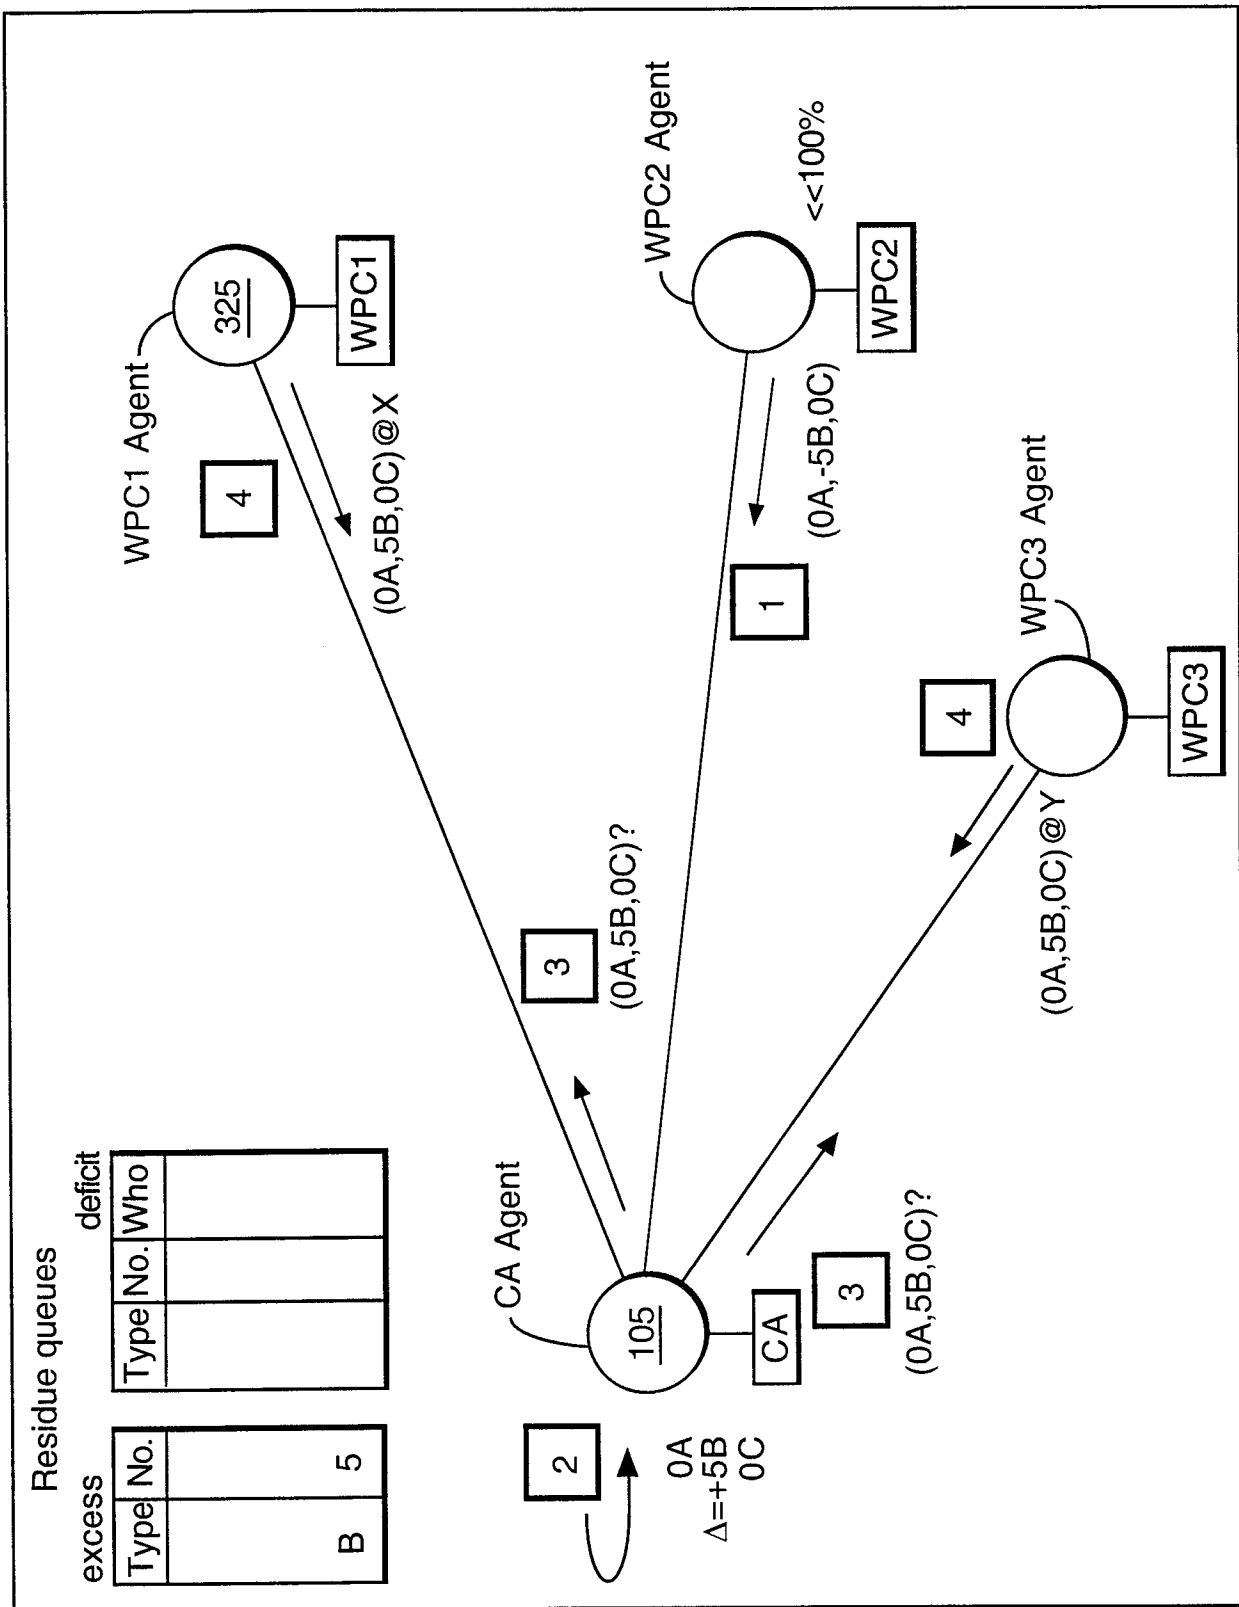 Residue queues
excess
Type No.
B 5
deficit
Type No. Who
WPC1 Agent
325
WPC1
4
(0A,5B,0C)@X
CA Agent
105
CA
3
(0A,5B,0C)?
2
0A
Δ=+5B
0C
WPC2 Agent
<<100%
WPC2
(0A,-5B,0C)
1
3
(0A,5B,0C)?
WPC3 Agent
4
WPC3
(0A,5B,0C)@Y